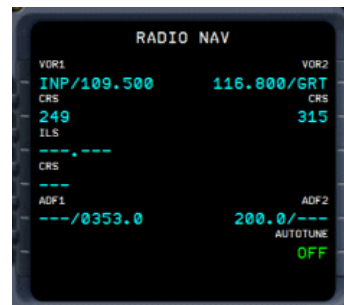 RADIO NAV
VOR1 VOR2
INP/109.500 116.800/GRT
CRS CRS
249 315
ILS
---.---
CRS
---
ADF1 ADF2
---/0353.0 200.0/---
AUTOTUNE
OFF